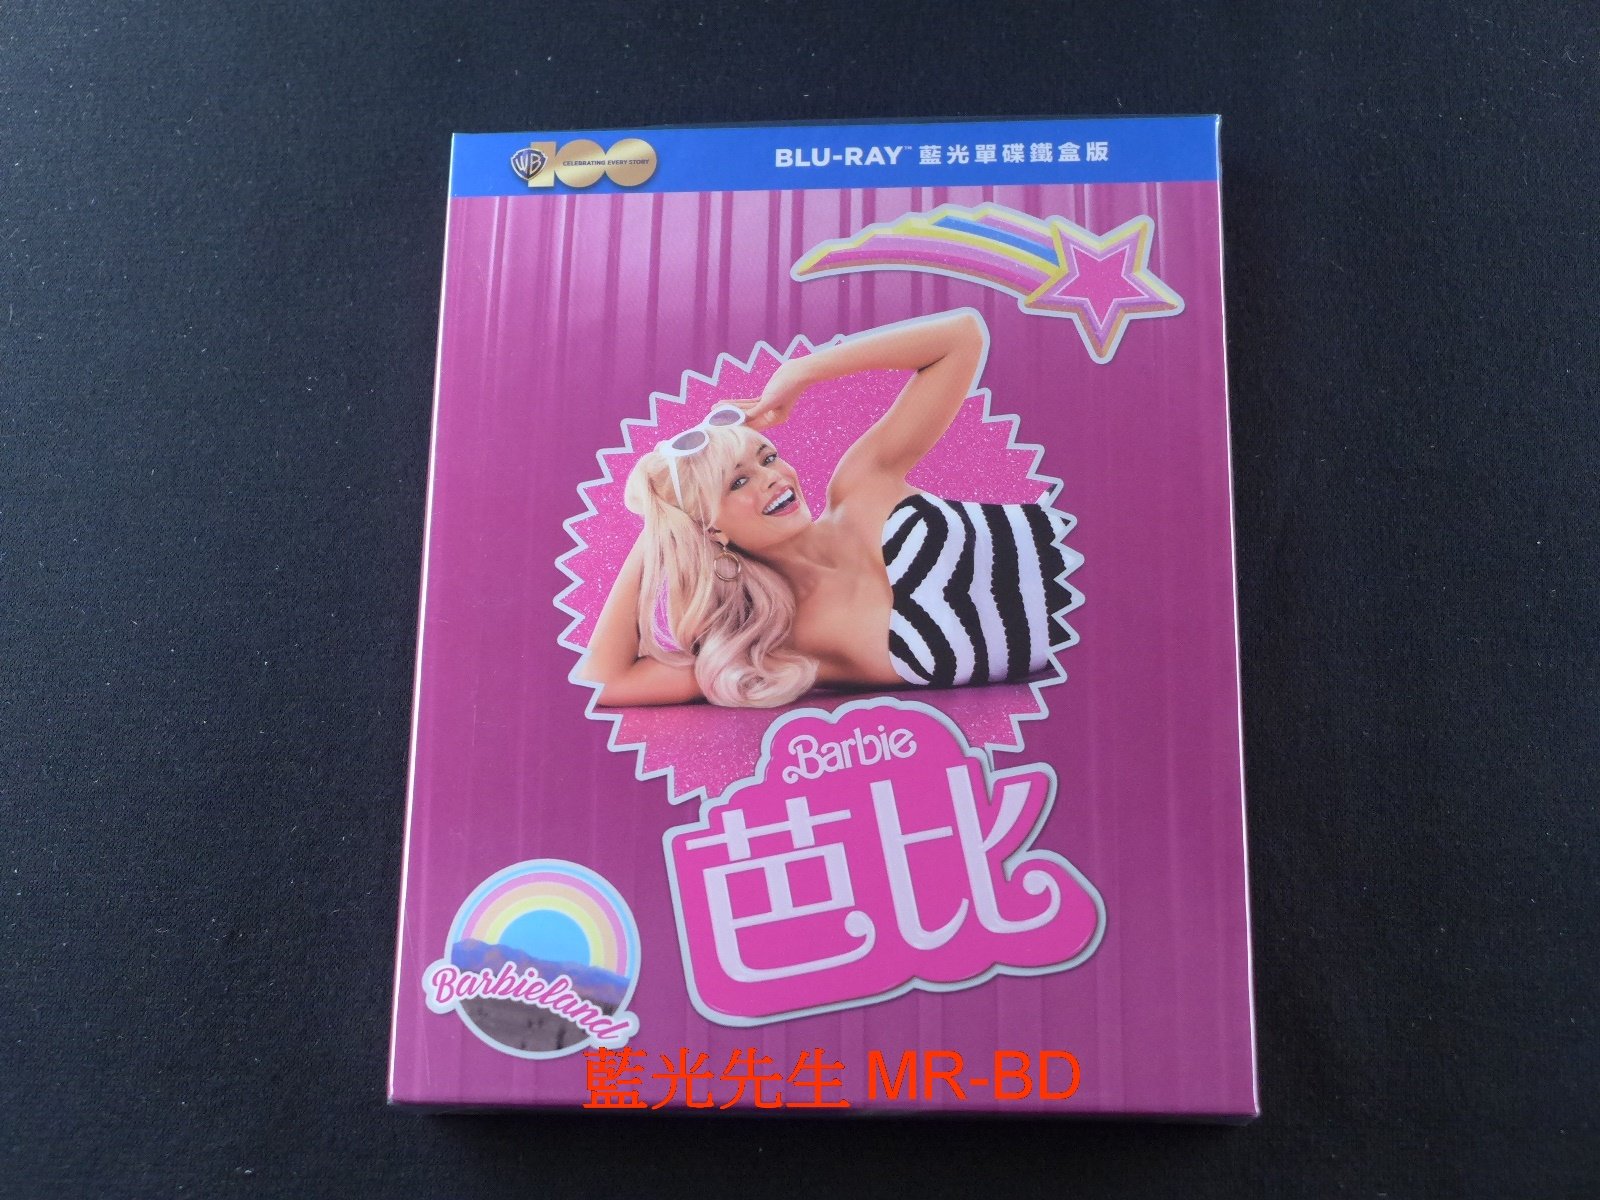 WB 100 CELEBRATING EVERY STORY
BLU-RAY™ 藍光單碟鐵盒版
Barbie
芭比
Barbieland
藍光先生 MR-BD